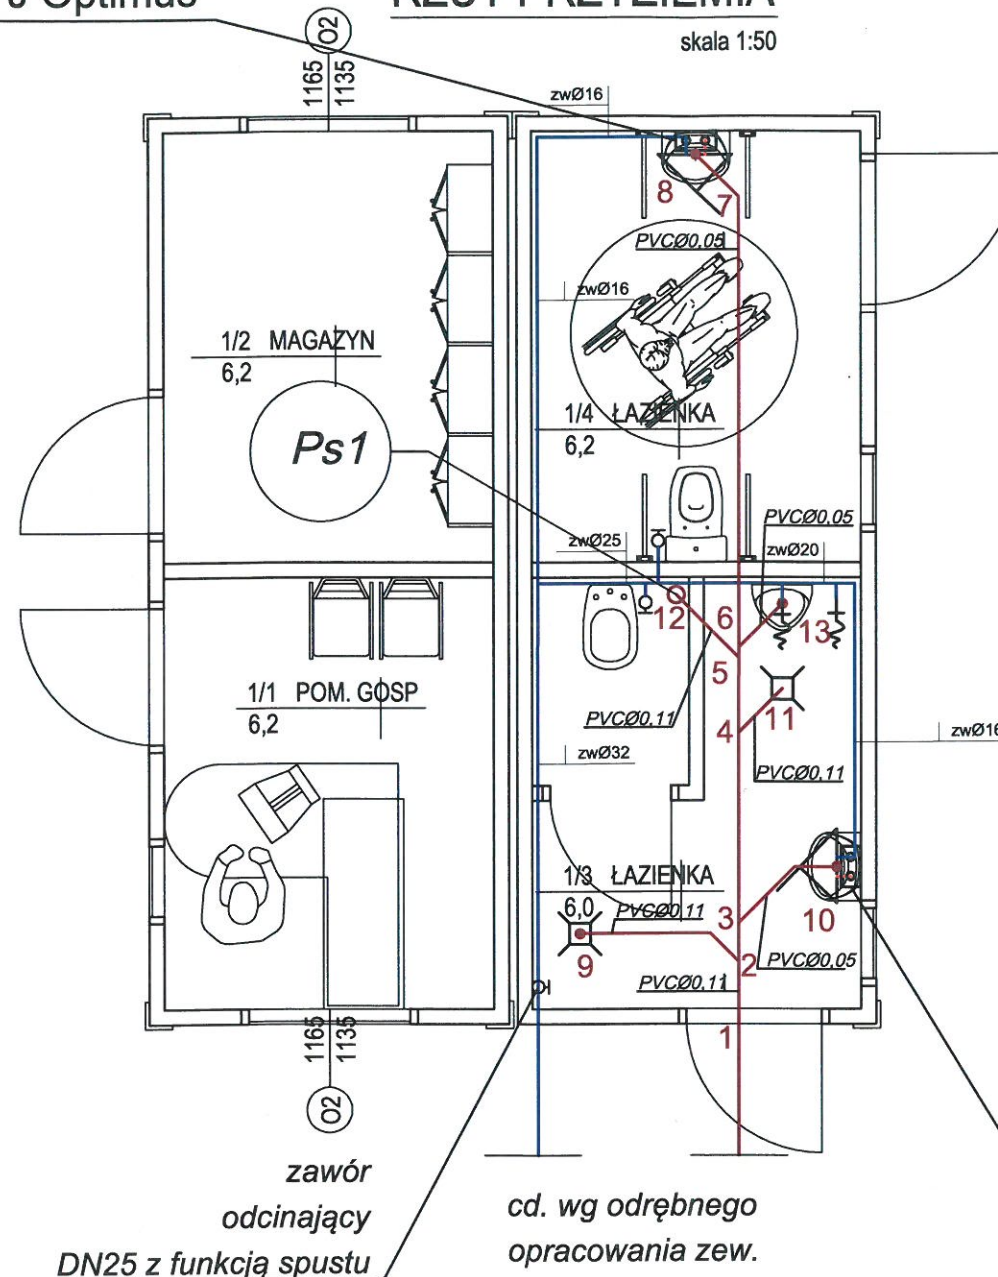 Optimus
RZUT PRZYZIEMIA
skala 1:50
O2
1165
1135
zwØ16
8
7
PVCØ0,05
zwØ16
1/2 MAGAZYN
6,2
1/4 ŁAZIENKA
6,2
Ps1
PVCØ0,05
zwØ25
zwØ20
12
6
13
5
1/1 POM. GOSP
6,2
11
PVCØ0,11
4
zwØ16
zwØ32
PVCØ0,11
1/3 ŁAZIENKA
6,0
PVCØ0,11
3
10
9
2
PVCØ0,05
PVCØ0,11
1165
1135
1
O2
zawór
odcinający
DN25 z funkcją spustu
cd. wg odrębnego
opracowania zew.